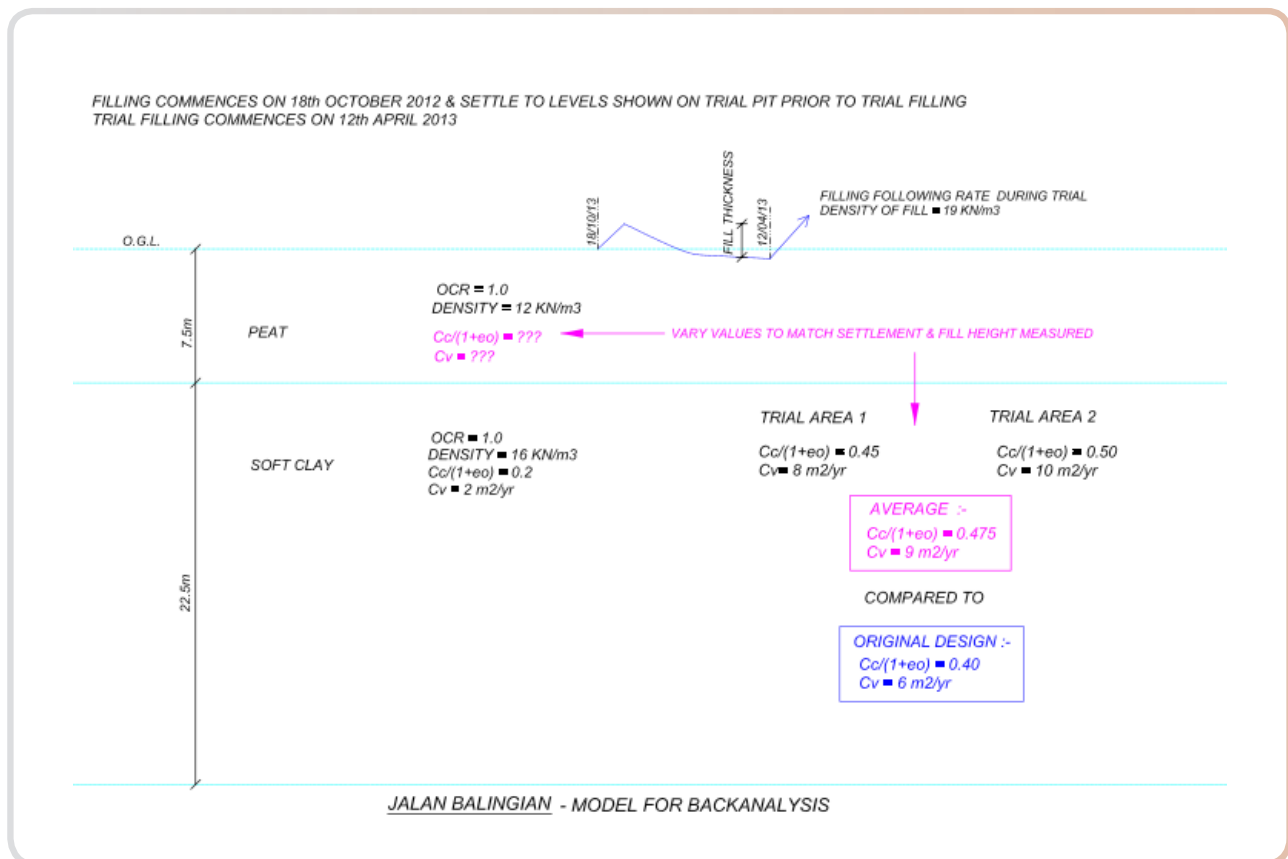 FILLING COMMENCES ON 18th OCTOBER 2012 & SETTLE TO LEVELS SHOWN ON TRIAL PIT PRIOR TO TRIAL FILLING
TRIAL FILLING COMMENCES ON 12th APRIL 2013
18/10/13
FILL THICKNESS
12/04/13
FILLING FOLLOWING RATE DURING TRIAL
DENSITY OF FILL = 19 KN/m3
O.G.L.
7.5m
PEAT
OCR = 1.0
DENSITY = 12 KN/m3
Cc/(1+eo) = ???
Cv = ???
VARY VALUES TO MATCH SETTLEMENT & FILL HEIGHT MEASURED
22.5m
SOFT CLAY
OCR = 1.0
DENSITY = 16 KN/m3
Cc/(1+eo) = 0.2
Cv = 2 m2/yr
TRIAL AREA 1
Cc/(1+eo) = 0.45
Cv= 8 m2/yr
TRIAL AREA 2
Cc/(1+eo) = 0.50
Cv = 10 m2/yr
AVERAGE :-
Cc/(1+eo) = 0.475
Cv = 9 m2/yr
COMPARED TO
ORIGINAL DESIGN :-
Cc/(1+eo) = 0.40
Cv = 6 m2/yr
JALAN BALINGIAN - MODEL FOR BACKANALYSIS